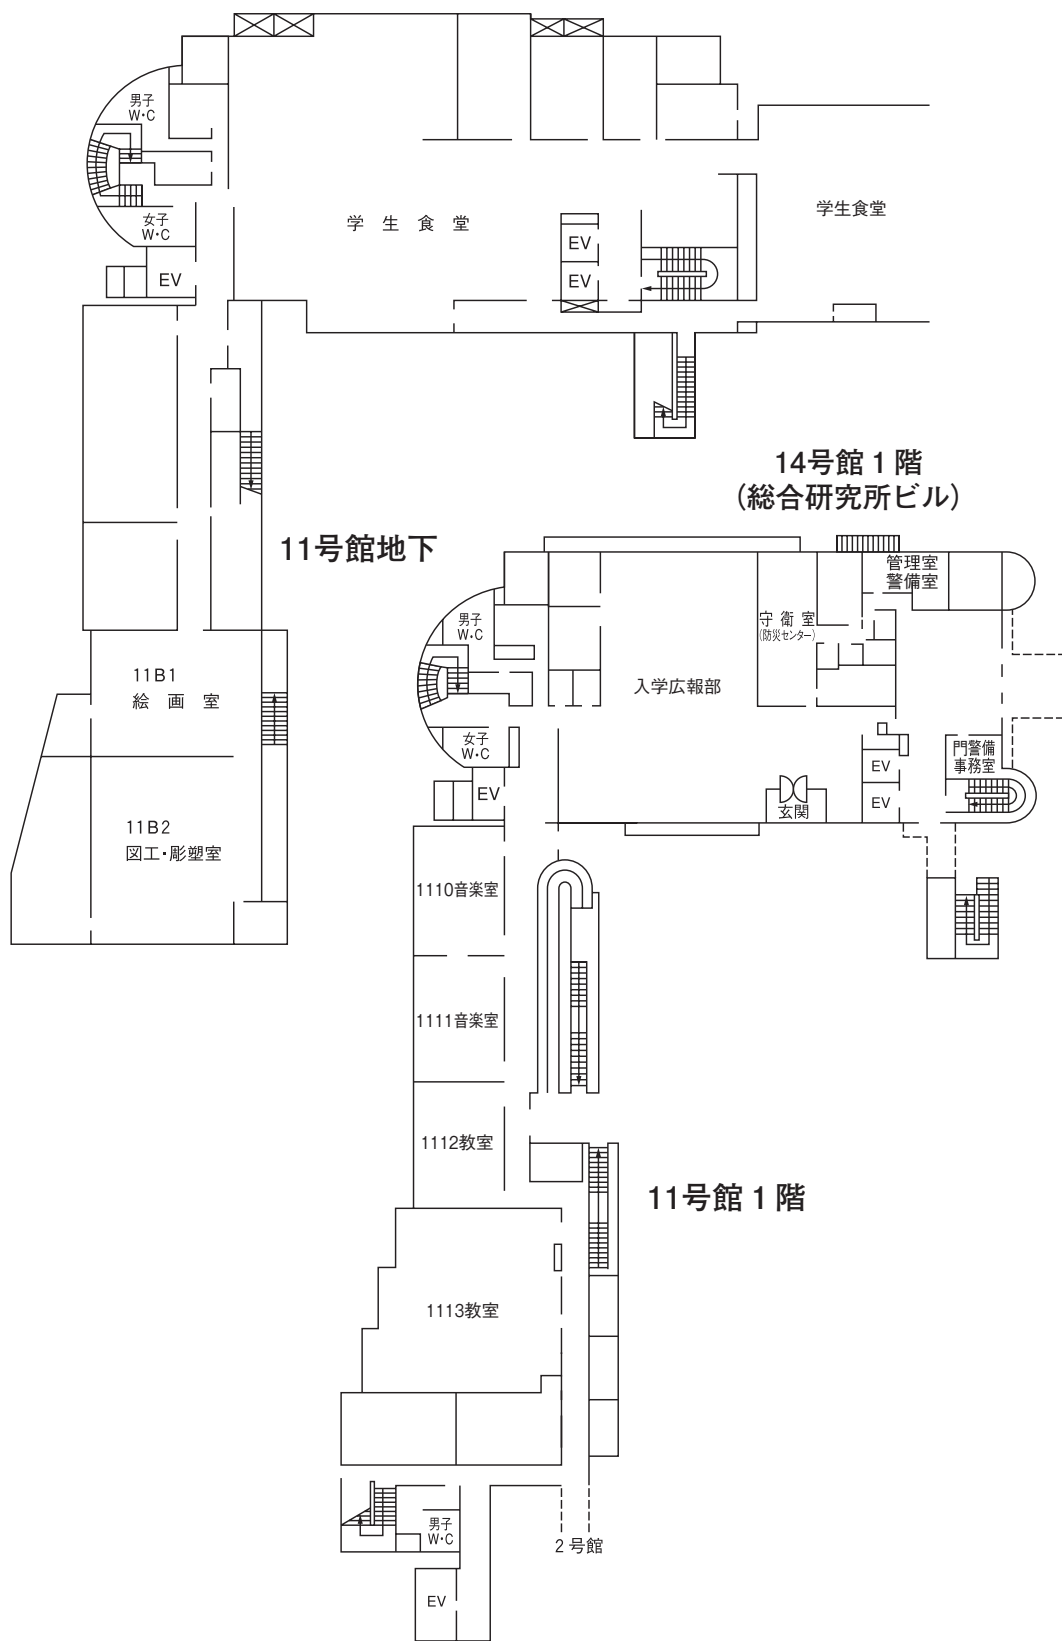 男子
W・C
女子
W・C
EV
学生食堂
EV
EV
学生食堂
14号館1階
(総合研究所ビル)
11号館地下
11B1
絵画室
11B2
図工・彫塑室
男子
W・C
女子
W・C
EV
入学広報部
守衛室
(防災センター)
管理室
警備室
門警備
事務室
EV
EV
玄関
1110音楽室
1111音楽室
1112教室
11号館1階
1113教室
男子
W・C
2号館
EV